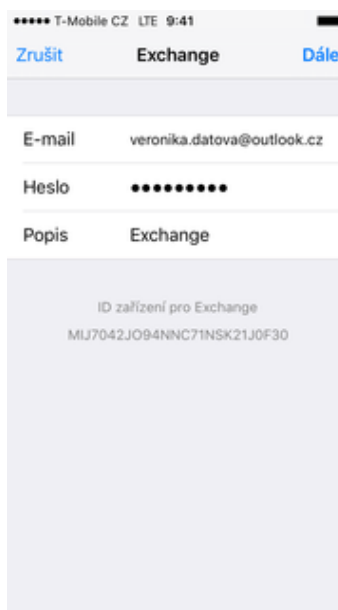 T-Mobile CZ LTE 9:41
Zrušit Exchange Dále
E-mail veronika.datova@outlook.cz
Heslo ●●●●●●●●●
Popis Exchange
ID zařízení pro Exchange
MIJ7042JO94NNC71NSK21J0F30